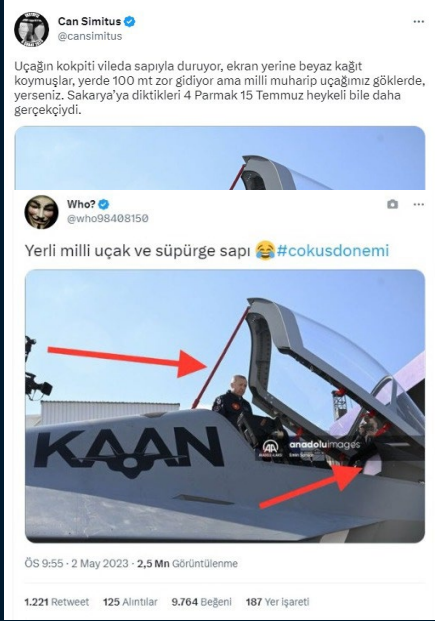 Can Simitus
@cansimitus
Uçağın kokpiti vileda sapıyla duruyor, ekran yerine beyaz kağıt
koymuşlar, yerde 100 mt zor gidiyor ama milli muharip uçağımız göklerde,
yerseniz. Sakarya'ya diktikleri 4 Parmak 15 Temmuz heykeli bile daha
gerçekçiydi.
Who?
@who98408150
Yerli milli uçak ve süpürge sapı 😂#cokusdonemi
KAAN
AA
anadoluimages
ÖS 9:55 · 2 May 2023 · 2,5 Mn Görüntülenme
1.221 Retweet 125 Alıntılar 9.764 Beğeni 187 Yer işareti